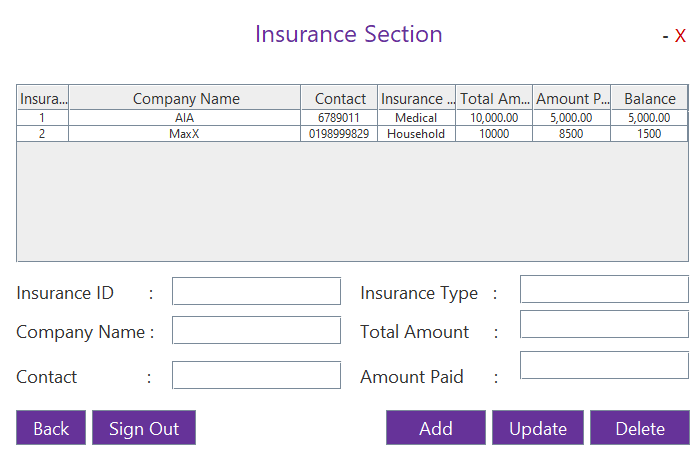 Insurance Section
- X
Insura... Company Name Contact Insurance ... Total Am... Amount P... Balance
1 AIA 6789011 Medical 10,000.00 5,000.00 5,000.00
2 MaxX 0198999829 Household 10000 8500 1500
Insurance ID : Insurance Type :
Company Name : Total Amount :
Contact : Amount Paid :
Back Sign Out Add Update Delete